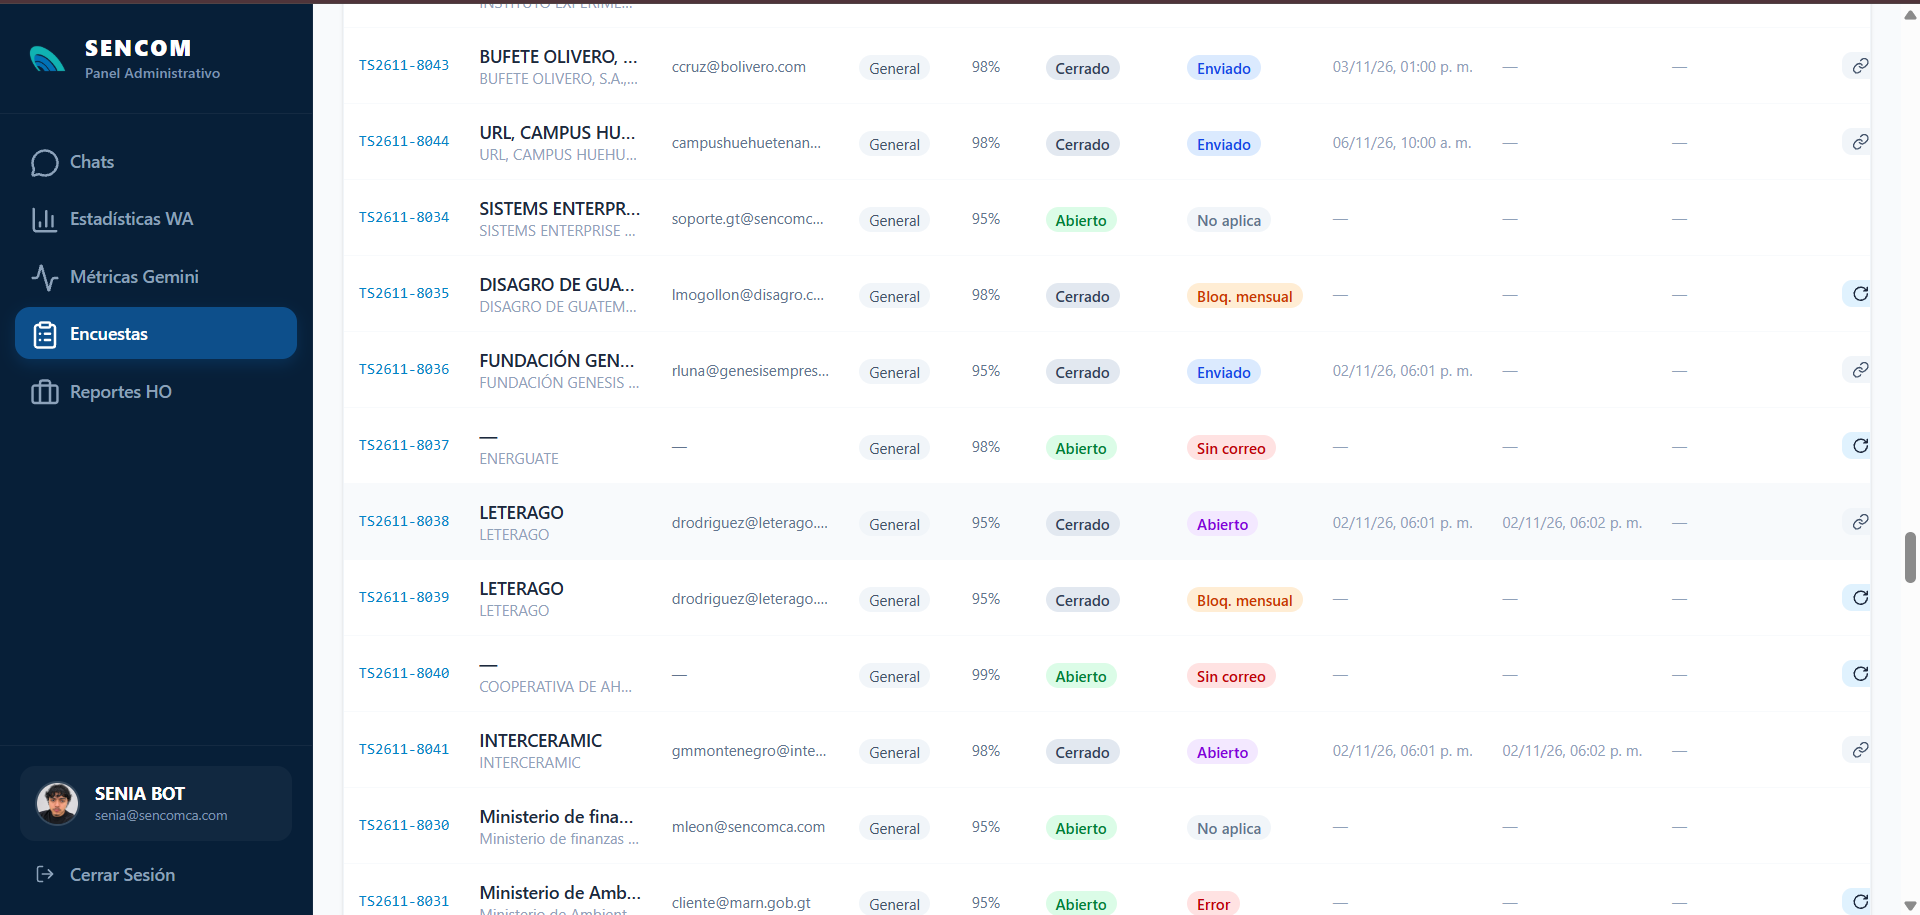 SENCOM
Panel Administrativo
Chats
Estadísticas WA
Métricas Gemini
Encuestas
Reportes HO
SENIA BOT
senia@sencomca.com
Cerrar Sesión
INSTITUTO EXPERIME...
TS2611-8043 BUFETE OLIVERO, ... ccruz@bolivero.com General 98% Cerrado Enviado 03/11/26, 01:00 p. m. — —
BUFETE OLIVERO, S.A.,...
TS2611-8044 URL, CAMPUS HU... campushuehuetenan... General 98% Cerrado Enviado 06/11/26, 10:00 a. m. — —
URL, CAMPUS HUEHU...
TS2611-8034 SISTEMS ENTERPR... soporte.gt@sencomc... General 95% Abierto No aplica — — —
SISTEMS ENTERPRISE ...
TS2611-8035 DISAGRO DE GUA... lmogollon@disagro.c... General 98% Cerrado Bloq. mensual — — —
DISAGRO DE GUATEM...
TS2611-8036 FUNDACIÓN GEN... rluna@genesisempres... General 95% Cerrado Enviado 02/11/26, 06:01 p. m. — —
FUNDACIÓN GENESIS ...
TS2611-8037 — — General 98% Abierto Sin correo — — —
ENERGUATE
TS2611-8038 LETERAGO drodriguez@leterago.... General 95% Cerrado Abierto 02/11/26, 06:01 p. m. 02/11/26, 06:02 p. m. —
LETERAGO
TS2611-8039 LETERAGO drodriguez@leterago.... General 95% Cerrado Bloq. mensual — — —
LETERAGO
TS2611-8040 — — General 99% Abierto Sin correo — — —
COOPERATIVA DE AH...
TS2611-8041 INTERCERAMIC gmmontenegro@inte... General 98% Cerrado Abierto 02/11/26, 06:01 p. m. 02/11/26, 06:02 p. m. —
INTERCERAMIC
TS2611-8030 Ministerio de fina... mleon@sencomca.com General 95% Abierto No aplica — — —
Ministerio de finanzas ...
TS2611-8031 Ministerio de Amb... cliente@marn.gob.gt General 95% Abierto Error — — —
Ministerio de Ambient...